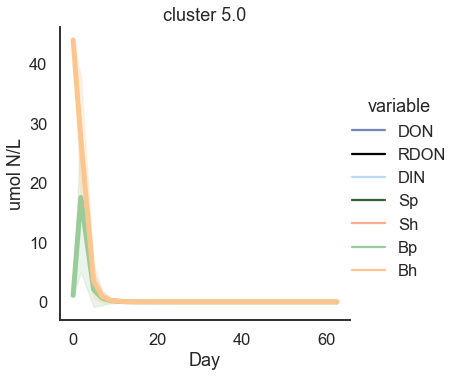 cluster 5.0
umol N/L
40
30
20
10
0
0
20
40
60
Day
variable
DON
RDON
DIN
Sp
Sh
Bp
Bh